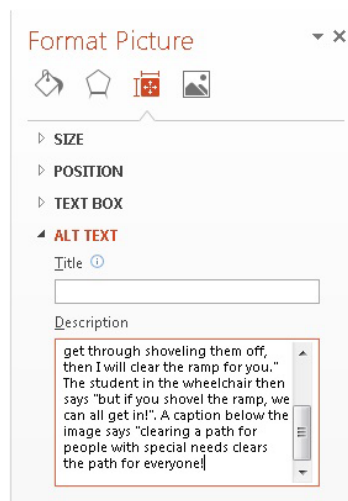 Format Picture
SIZE
POSITION
TEXT BOX
ALT TEXT
Title
Description
get through shoveling them off,
then I will clear the ramp for you."
The student in the wheelchair then
says "but if you shovel the ramp, we
can all get in!". A caption below the
image says "clearing a path for
people with special needs clears
the path for everyone!